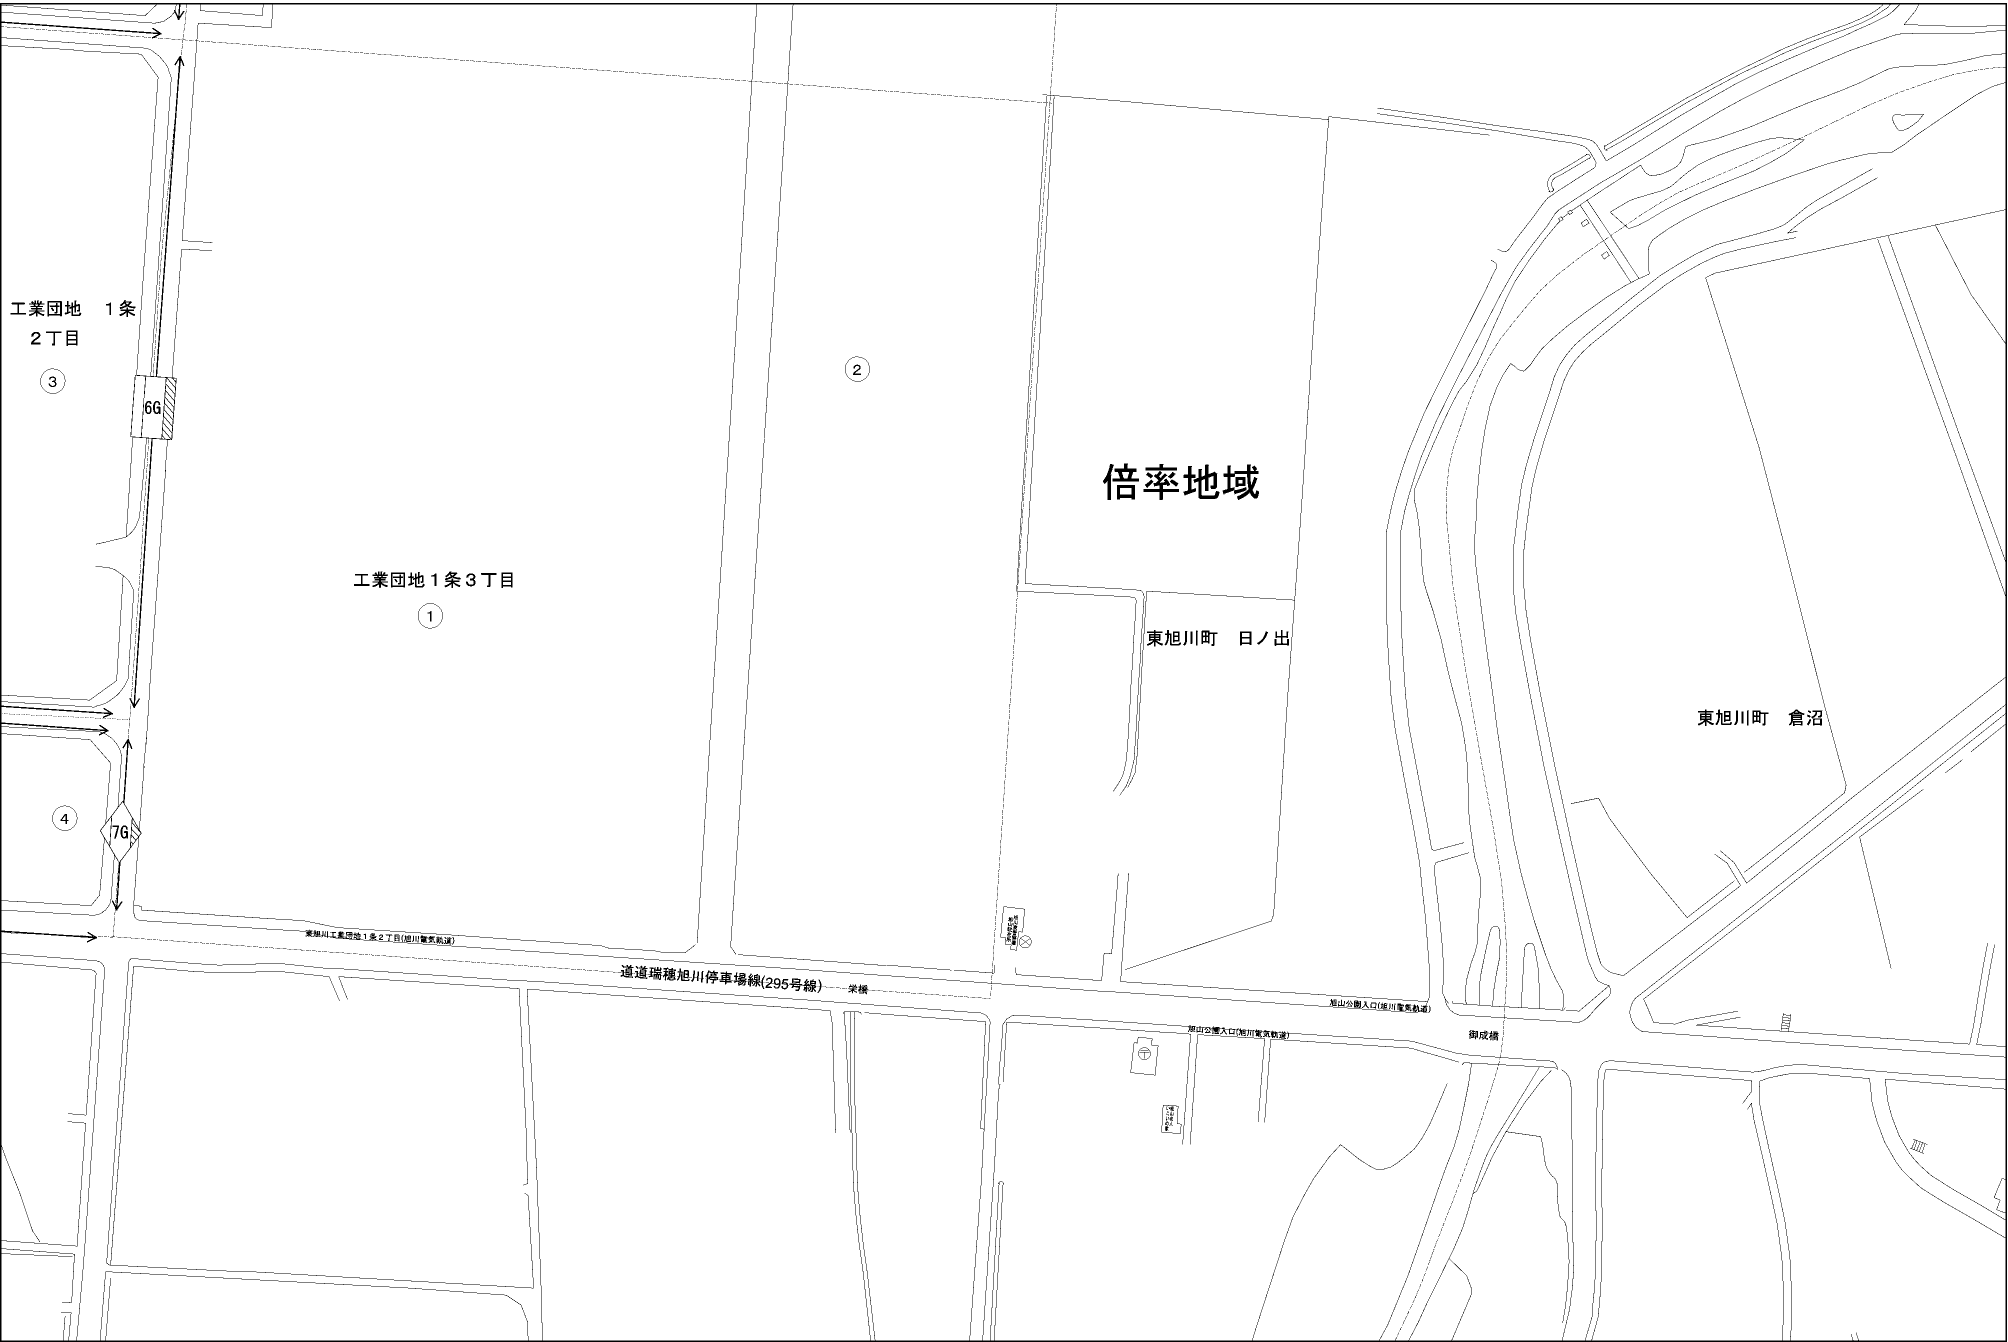 工業団地　１条
２丁目
③
6G
②
倍率地域
工業団地１条３丁目
①
東旭川町　日ノ出
東旭川町　倉沼
④
7G
東旭川工業団地１条２丁目(旭川電気軌道)
道道瑞穂旭川停車場線(295号線)
栄橋
旭山公園入口(旭川電気軌道)
旭山公園入口(旭川電気軌道)
御成橋